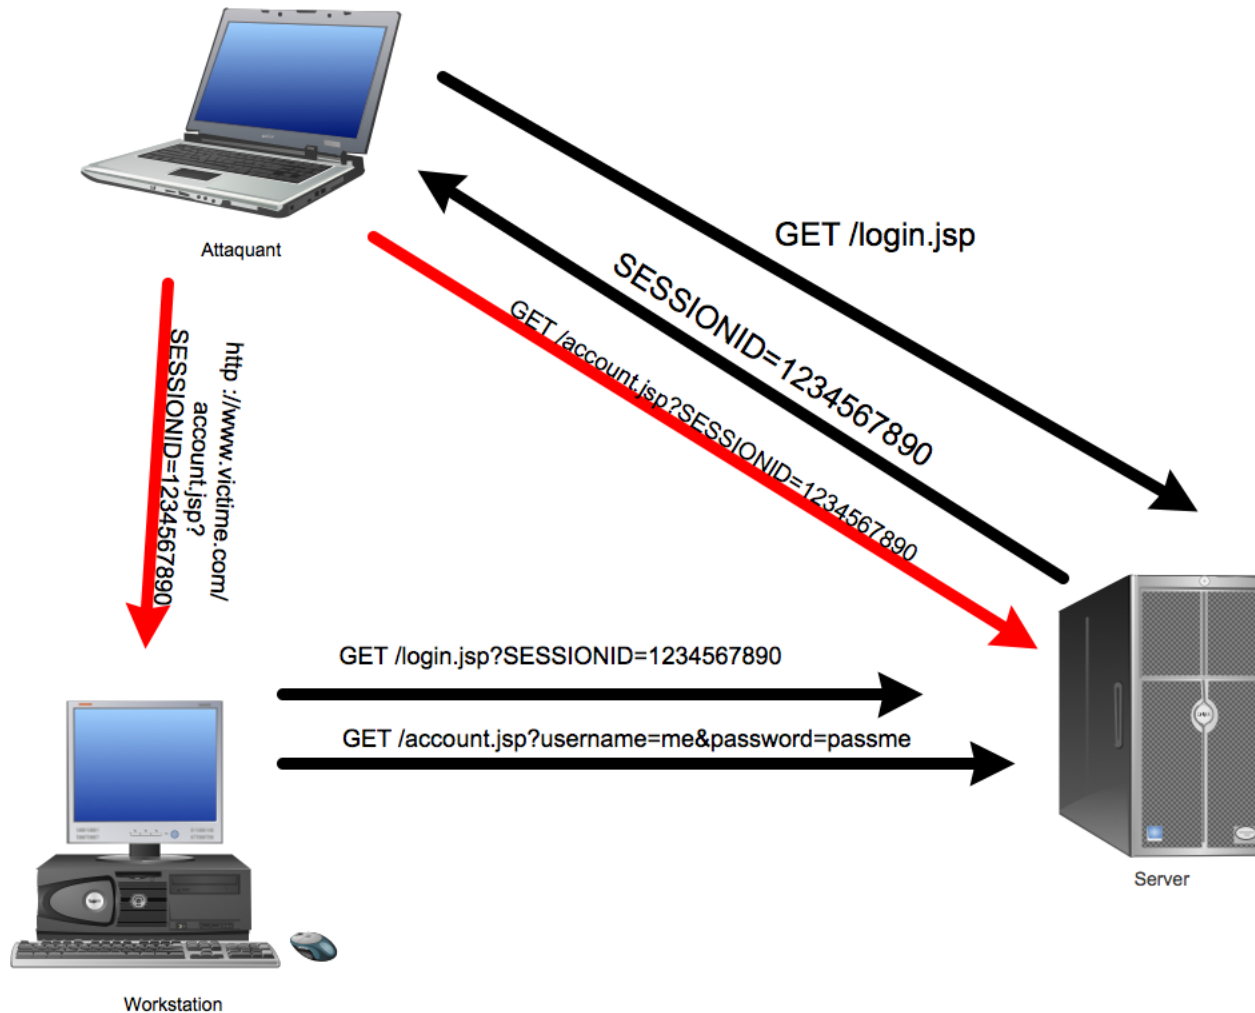 Attaquant
GET /login.jsp
SESSIONID=1234567890
GET /account.jsp?SESSIONID=1234567890
http ://www.victime.com/
account.jsp?
SESSIONID=1234567890
GET /login.jsp?SESSIONID=1234567890
GET /account.jsp?username=me&password=passme
Server
Workstation